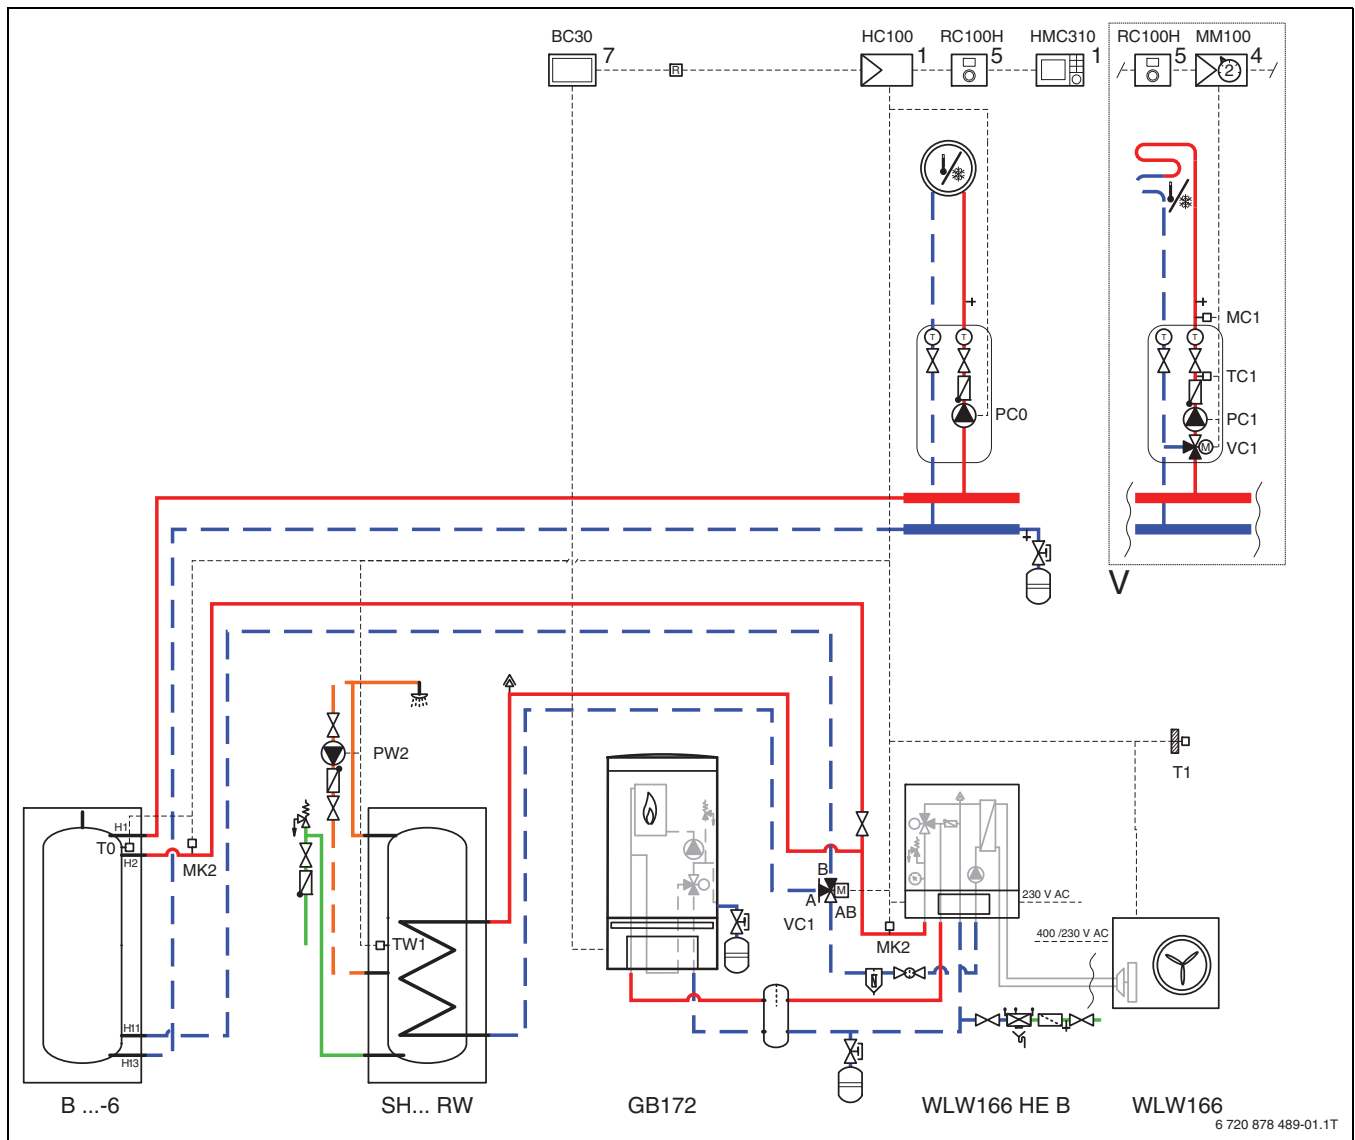 BC30
7
R
HC100
1
RC100H
5
HMC310
1
RC100H
5
MM100
2
4
T
T
T
T
MC1
TC1
PC0
PC1
M
VC1
V
PW2
T1
H1
T0
H2
MK2
B
M
A
AB
VC1
TW1
MK2
230 V AC
400 /230 V AC
H11
H13
B ...-6
SH... RW
GB172
WLW166 HE B
WLW166
6 720 878 489-01.1T